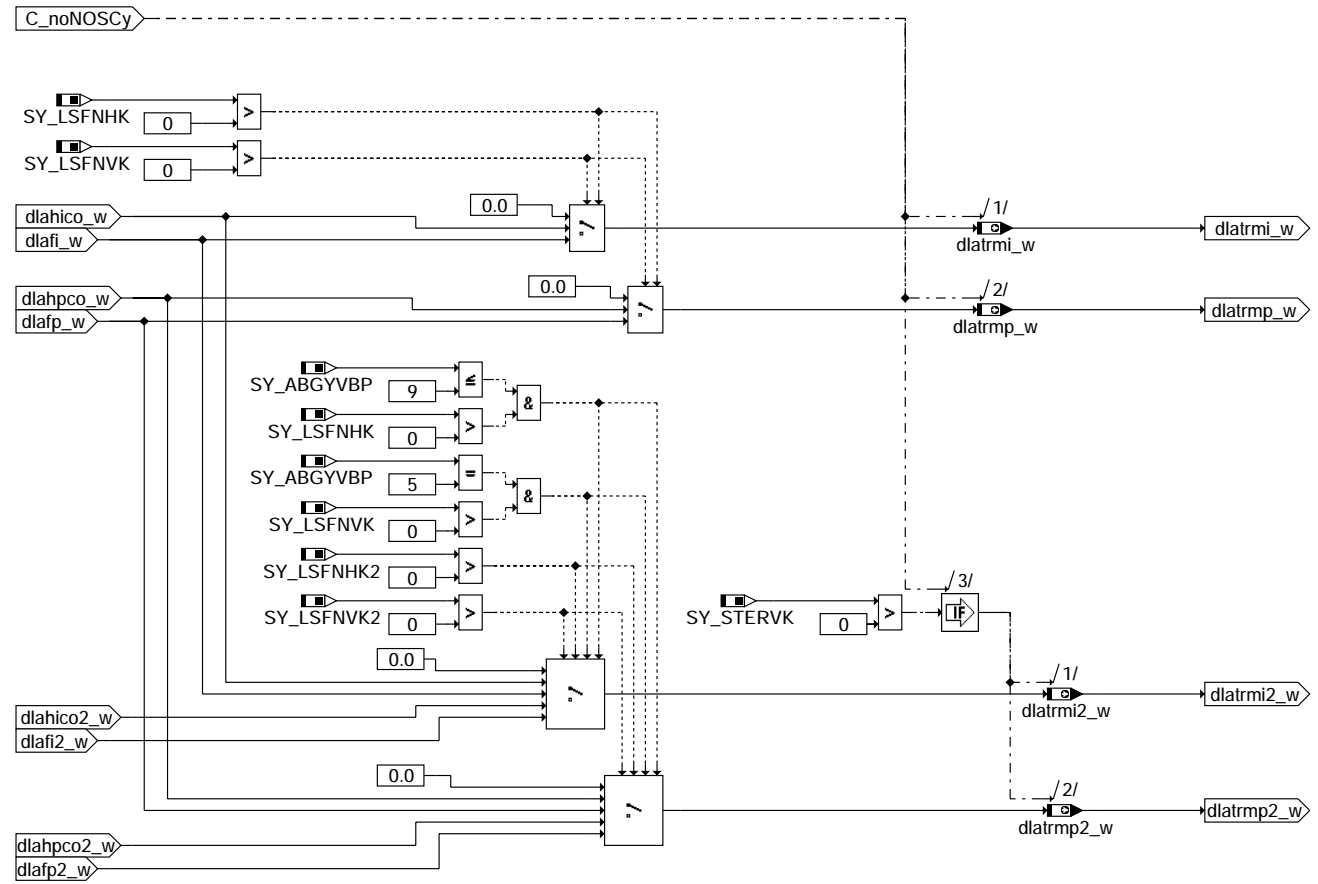 C_noNOSCy
>
SY_LSFNHK
0
>
SY_LSFNVK
0
dlahico_w
0.0
/1/
dlatrmi_w
dlafi_w
dlatrmi_w
dlahpco_w
0.0
/2/
dlatrmp_w
dlafp_w
dlatrmp_w
≤
SY_ABGYVBP
9
&
>
SY_LSFNHK
0
=
SY_ABGYVBP
5
&
>
SY_LSFNVK
0
>
SY_LSFNHK2
0
/3/
>
SY_LSFNVK2
0
SY_STERVK
0
>
IF
0.0
/1/
dlatrmi2_w
dlahico2_w
dlatrmi2_w
dlafi2_w
0.0
/2/
dlatrmp2_w
dlatrmp2_w
dlahpco2_w
dlafp2_w